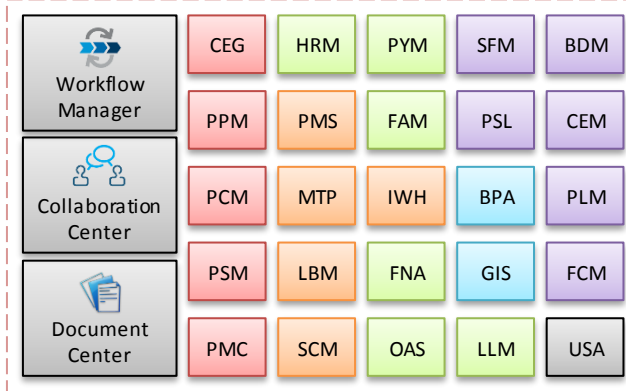 Workflow
Manager
Collaboration
Center
Document
Center
CEG HRM PYM SFM BDM
PPM PMS FAM PSL CEM
PCM MTP IWH BPA PLM
PSM LBM FNA GIS FCM
PMC SCM OAS LLM USA